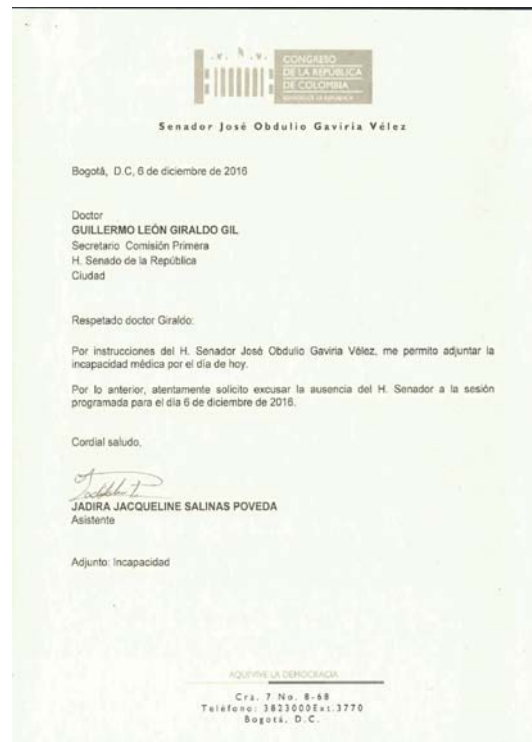 CONGRESO
DE LA REPÚBLICA
DE COLOMBIA
Senador José Obdulio Gaviria Vélez
Bogotá, D.C, 6 de diciembre de 2016
Doctor
GUILLERMO LEÓN GIRALDO GIL
Secretario Comisión Primera
H. Senado de la República
Ciudad
Respetado doctor Giraldo:
Por instrucciones del H. Senador José Obdulio Gaviria Vélez, me permito adjuntar la
incapacidad médica por el día de hoy.
Por lo anterior, atentamente solicito excusar la ausencia del H. Senador a la sesión
programada para el día 6 de diciembre de 2016.
Cordial saludo,
JADIRA JACQUELINE SALINAS POVEDA
Asistente
Adjunto: Incapacidad
AQUÍ VIVE LA DEMOCRACIA
Cra. 7 No. 8-68
Teléfono: 3823000Ext.3770
Bogotá, D.C.